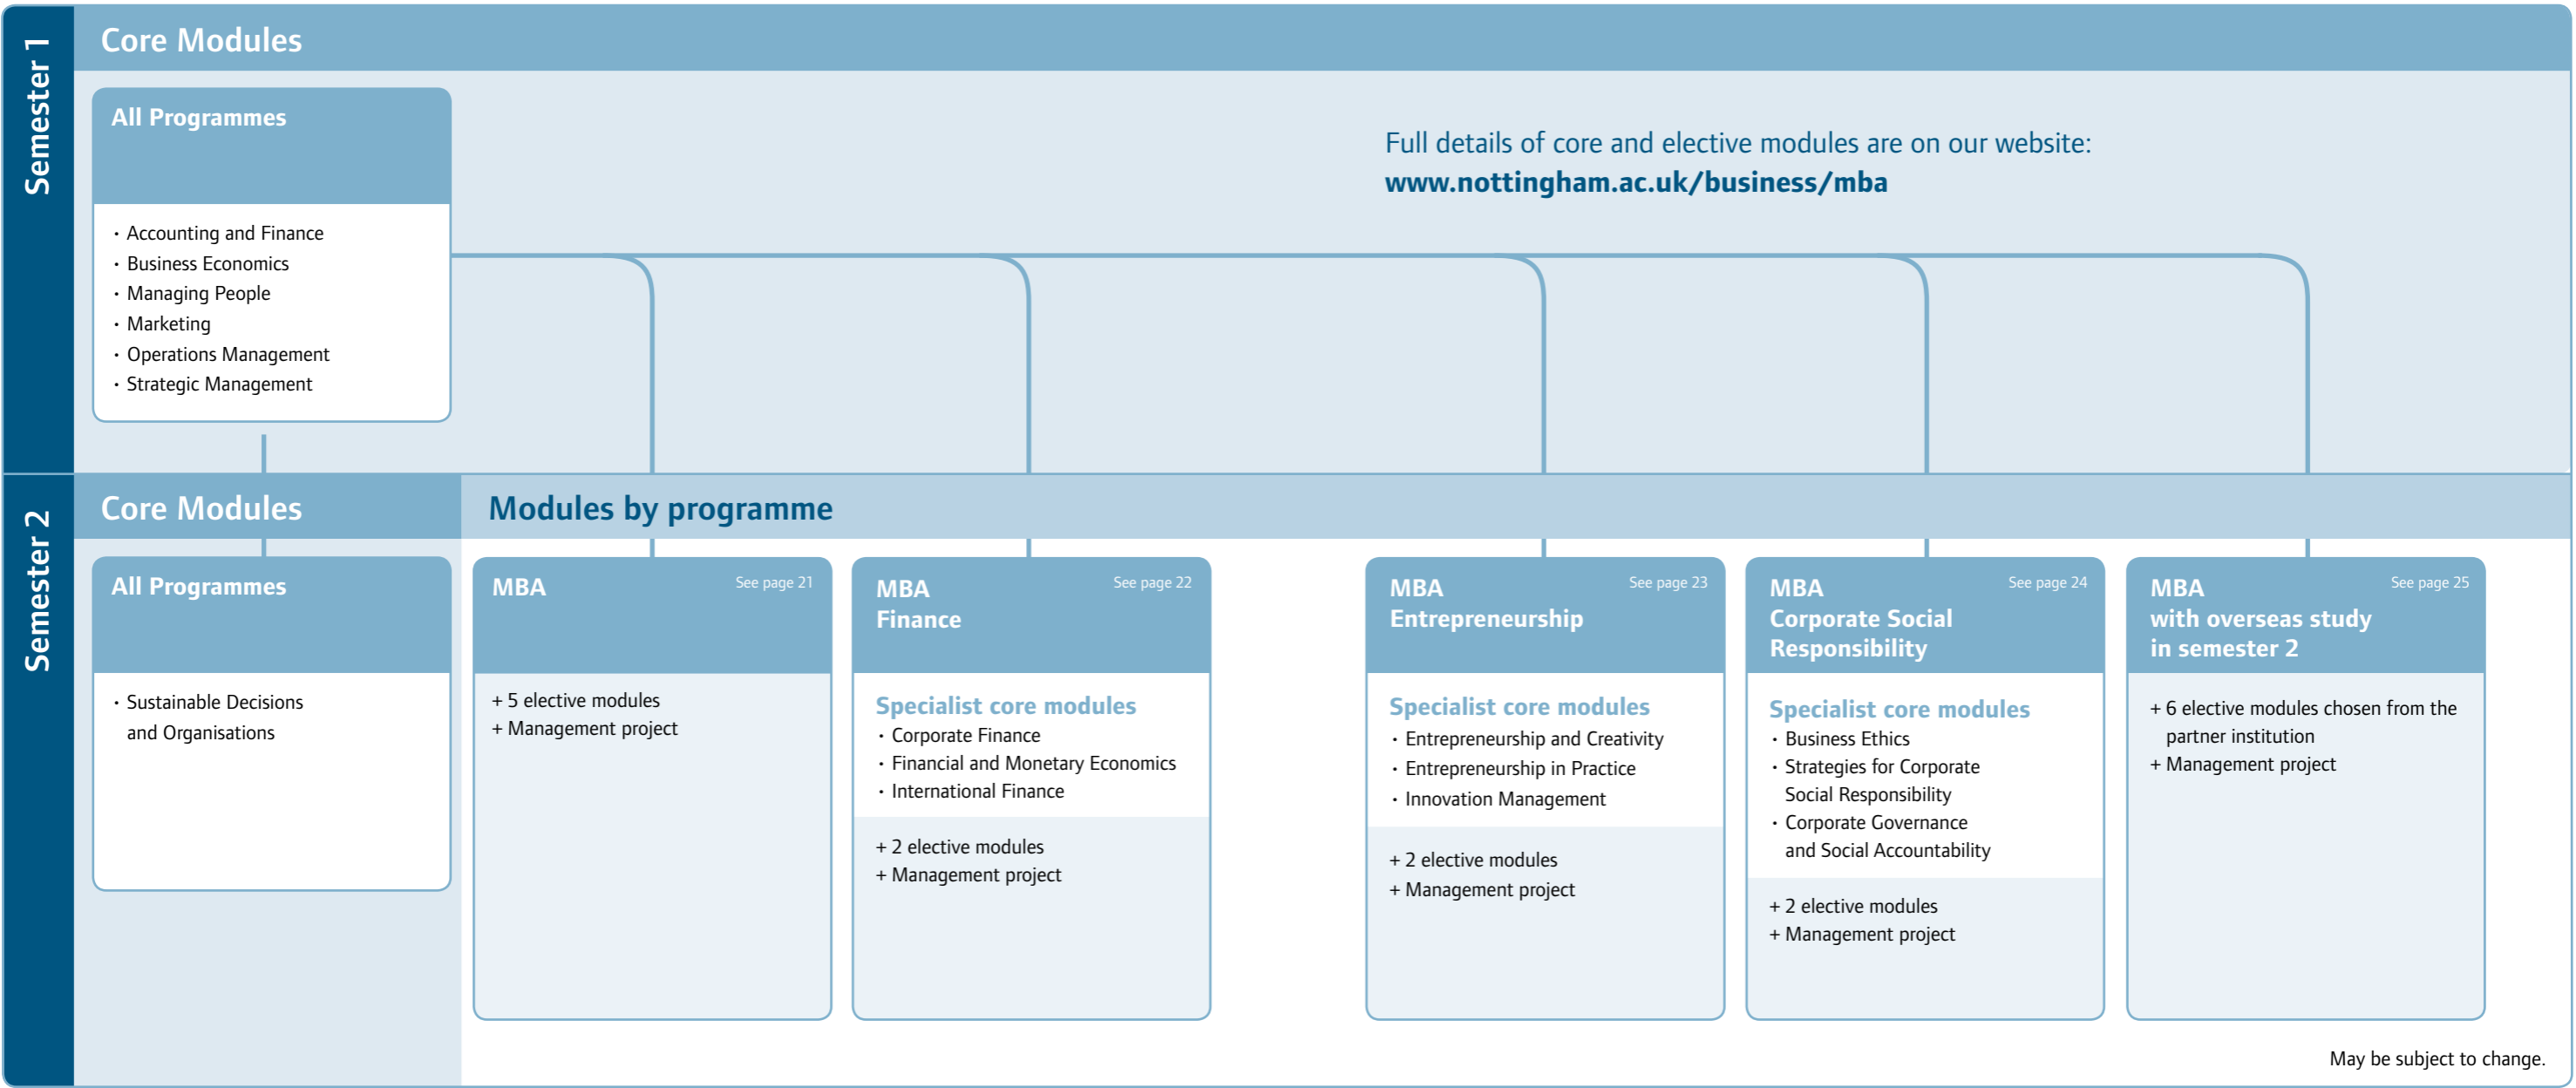 Semester 1
Core Modules
All Programmes
· Accounting and Finance
· Business Economics
· Managing People
· Marketing
· Operations Management
· Strategic Management
Full details of core and elective modules are on our website:
www.nottingham.ac.uk/business/mba
Semester 2
Core Modules
Modules by programme
All Programmes
· Sustainable Decisions
and Organisations
MBA
See page 21
+ 5 elective modules
+ Management project
MBA
Finance
See page 22
Specialist core modules
· Corporate Finance
· Financial and Monetary Economics
· International Finance
+ 2 elective modules
+ Management project
MBA
Entrepreneurship
See page 23
Specialist core modules
· Entrepreneurship and Creativity
· Entrepreneurship in Practice
· Innovation Management
+ 2 elective modules
+ Management project
MBA
Corporate Social
Responsibility
See page 24
Specialist core modules
· Business Ethics
· Strategies for Corporate
Social Responsibility
· Corporate Governance
and Social Accountability
+ 2 elective modules
+ Management project
MBA
with overseas study
in semester 2
See page 25
+ 6 elective modules chosen from the
partner institution
+ Management project
May be subject to change.